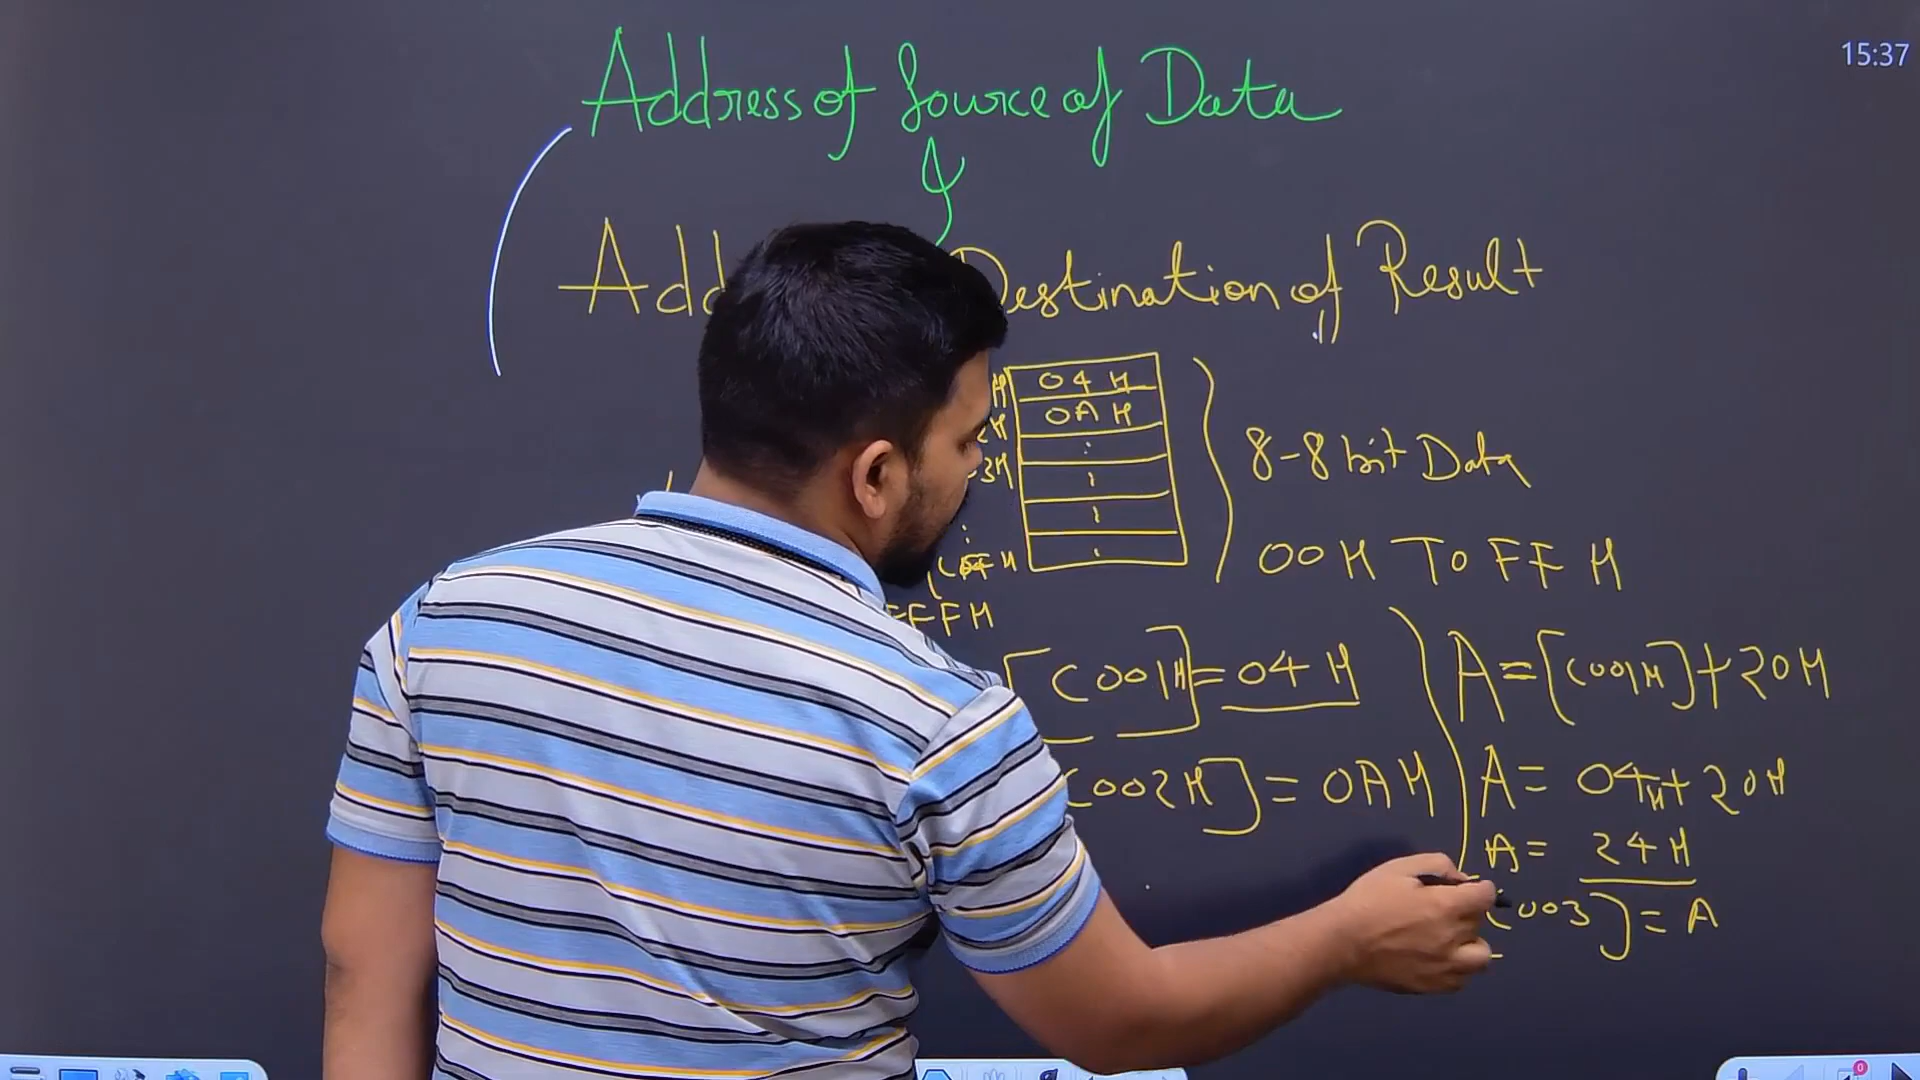 15:37
Address of Source of Data
Destination of Result
04 H
0A H
3H
8-8 bit Data
00 H To FF H
FFFH
[C001H] = 04 H
C002H] = 0A H
A = [C001H] + 20H
A = 04H + 20H
A = 24 H
[C003] = A